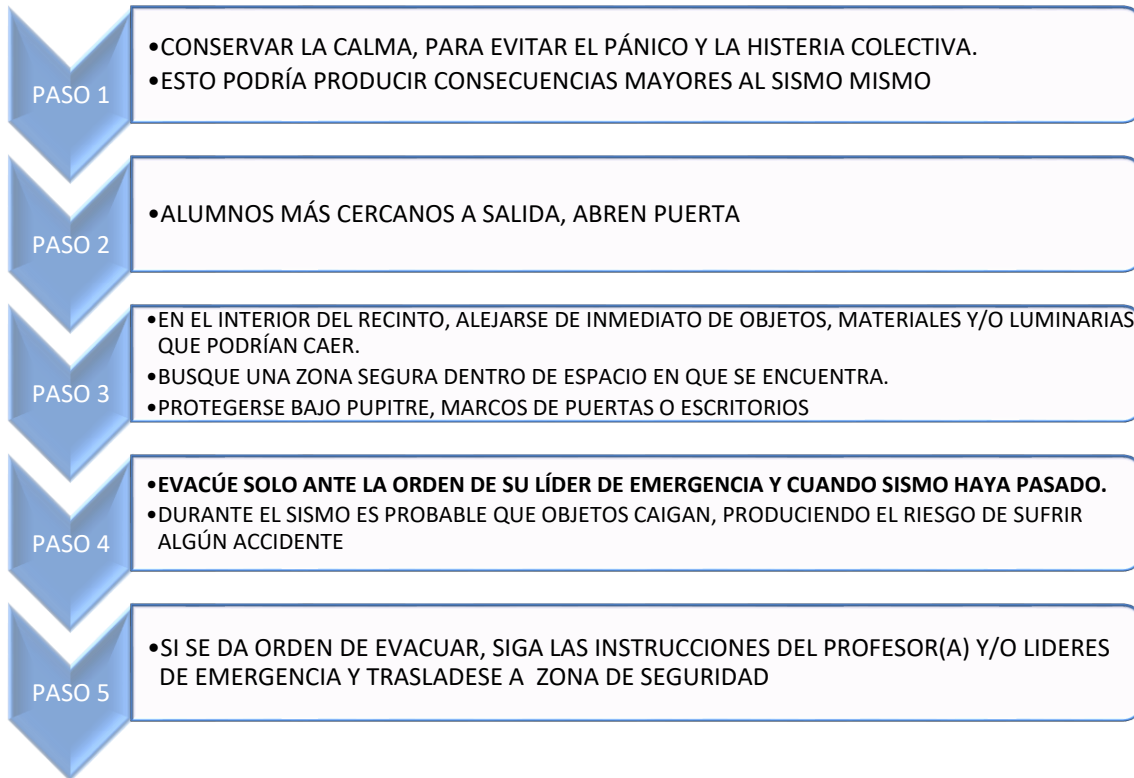 PASO 1
•CONSERVAR LA CALMA, PARA EVITAR EL PÁNICO Y LA HISTERIA COLECTIVA.
•ESTO PODRÍA PRODUCIR CONSECUENCIAS MAYORES AL SISMO MISMO
PASO 2
•ALUMNOS MÁS CERCANOS A SALIDA, ABREN PUERTA
PASO 3
•EN EL INTERIOR DEL RECINTO, ALEJARSE DE INMEDIATO DE OBJETOS, MATERIALES Y/O LUMINARIAS
QUE PODRÍAN CAER.
•BUSQUE UNA ZONA SEGURA DENTRO DE ESPACIO EN QUE SE ENCUENTRA.
•PROTEGERSE BAJO PUPITRE, MARCOS DE PUERTAS O ESCRITORIOS
PASO 4
•EVACÚE SOLO ANTE LA ORDEN DE SU LÍDER DE EMERGENCIA Y CUANDO SISMO HAYA PASADO.
•DURANTE EL SISMO ES PROBABLE QUE OBJETOS CAIGAN, PRODUCIENDO EL RIESGO DE SUFRIR
ALGÚN ACCIDENTE
PASO 5
•SI SE DA ORDEN DE EVACUAR, SIGA LAS INSTRUCCIONES DEL PROFESOR(A) Y/O LIDERES
DE EMERGENCIA Y TRASLADESE A  ZONA DE SEGURIDAD